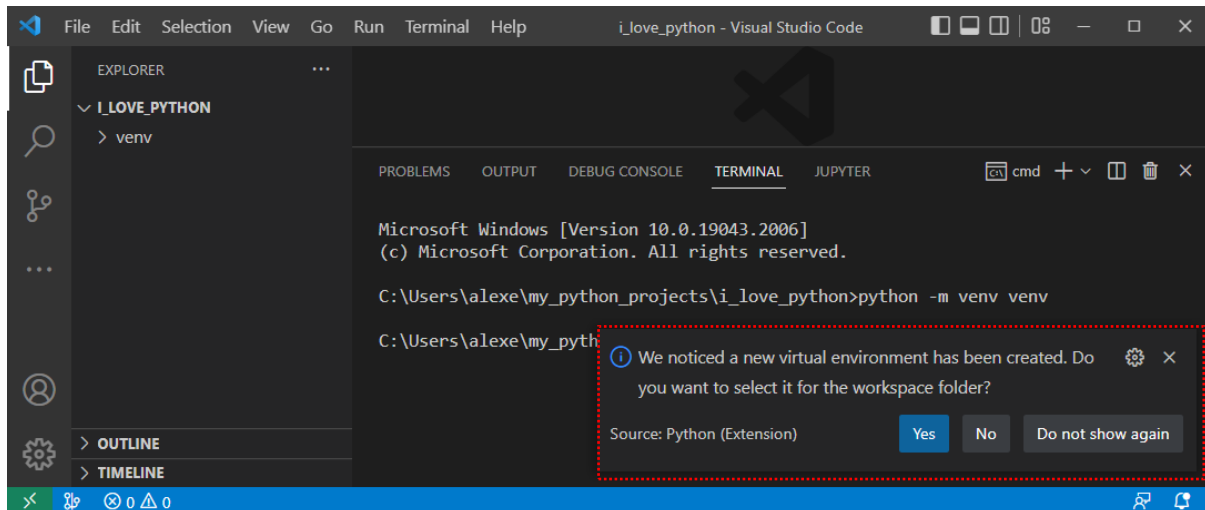 File Edit Selection View Go Run Terminal Help i_love_python - Visual Studio Code
EXPLORER ...
I_LOVE_PYTHON
venv
PROBLEMS OUTPUT DEBUG CONSOLE TERMINAL JUPYTER cmd
Microsoft Windows [Version 10.0.19043.2006]
(c) Microsoft Corporation. All rights reserved.
C:\Users\alexe\my_python_projects\i_love_python>python -m venv venv
C:\Users\alexe\my_pyth
We noticed a new virtual environment has been created. Do
you want to select it for the workspace folder?
Source: Python (Extension) Yes No Do not show again
OUTLINE
TIMELINE
0 0